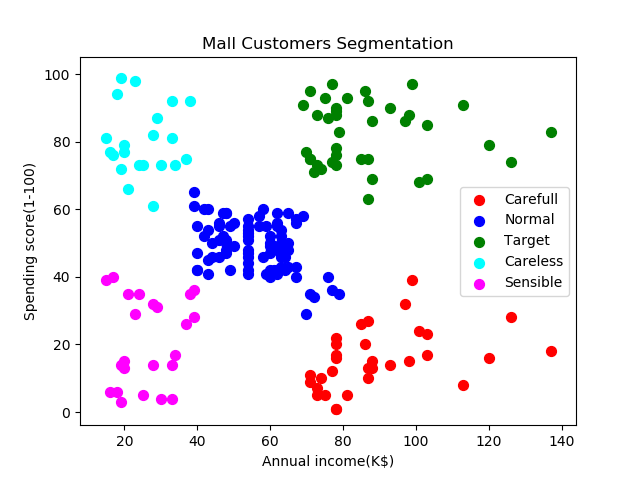 Mall Customers Segmentation
Spending score(1-100)
100
80
60
40
20
0
20 40 60 80 100 120 140
Annual income(K$)
Carefull
Normal
Target
Careless
Sensible